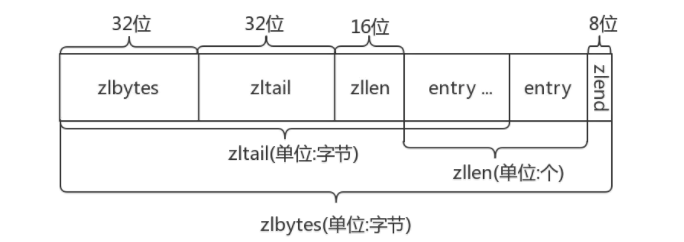 32位 32位 16位 8位
zlbytes zltail zllen entry ... entry zlend
zltail(单位:字节)
zllen(单位:个)
zlbytes(单位:字节)